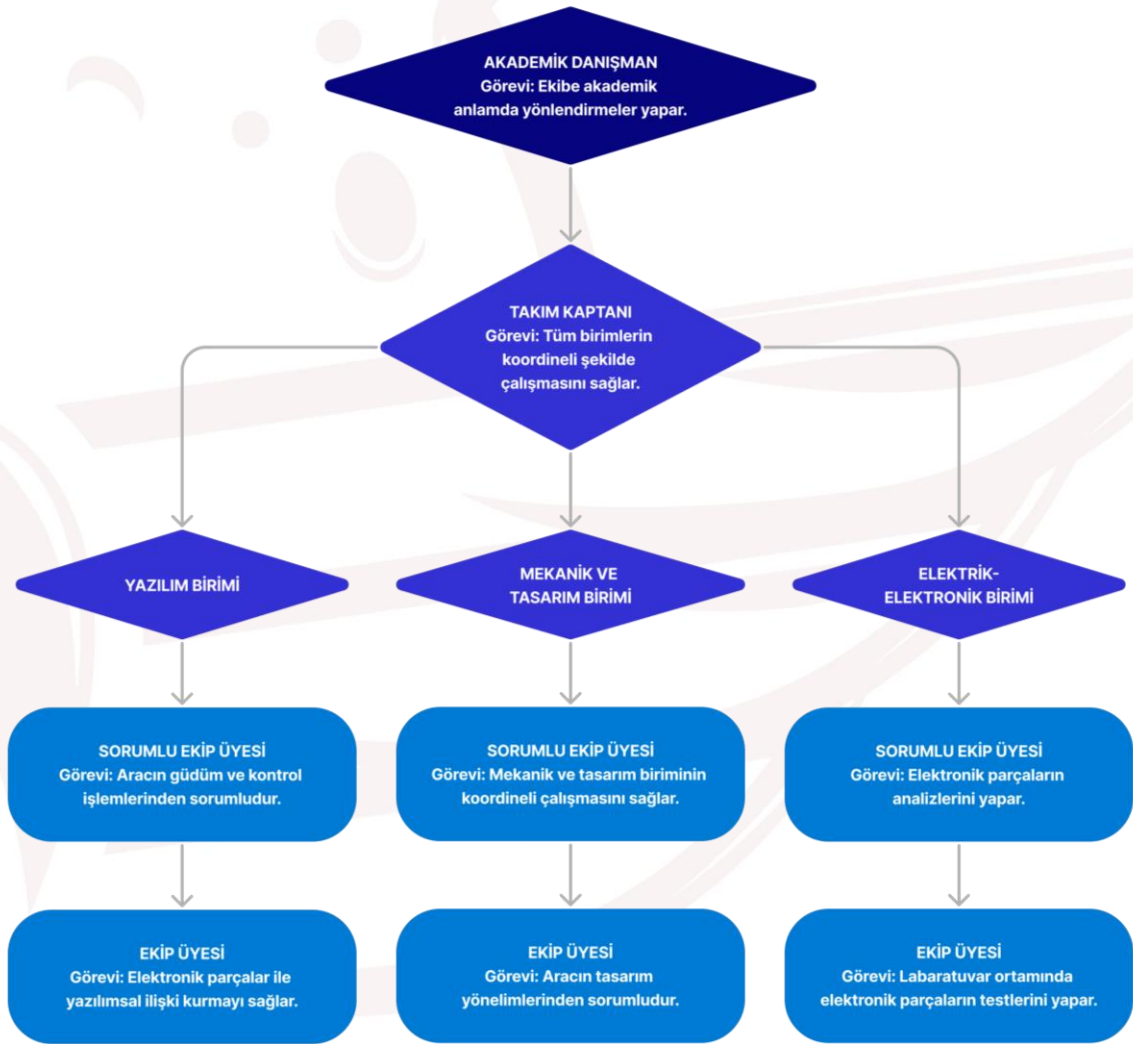 AKADEMİK DANIŞMAN
Görevi: Ekibe akademik
anlamda yönlendirmeler yapar.
TAKIM KAPTANI
Görevi: Tüm birimlerin
koordineli şekilde
çalışmasını sağlar.
YAZILIM BİRİMİ
MEKANİK VE
TASARIM BİRİMİ
ELEKTRİK-
ELEKTRONİK BİRİMİ
SORUMLU EKİP ÜYESİ
Görevi: Aracın güdüm ve kontrol
işlemlerinden sorumludur.
SORUMLU EKİP ÜYESİ
Görevi: Mekanik ve tasarım biriminin
koordineli çalışmasını sağlar.
SORUMLU EKİP ÜYESİ
Görevi: Elektronik parçaların
analizlerini yapar.
EKİP ÜYESİ
Görevi: Elektronik parçalar ile
yazılımsal ilişki kurmayı sağlar.
EKİP ÜYESİ
Görevi: Aracın tasarım
yönelimlerinden sorumludur.
EKİP ÜYESİ
Görevi: Labaratuvar ortamında
elektronik parçaların testlerini yapar.